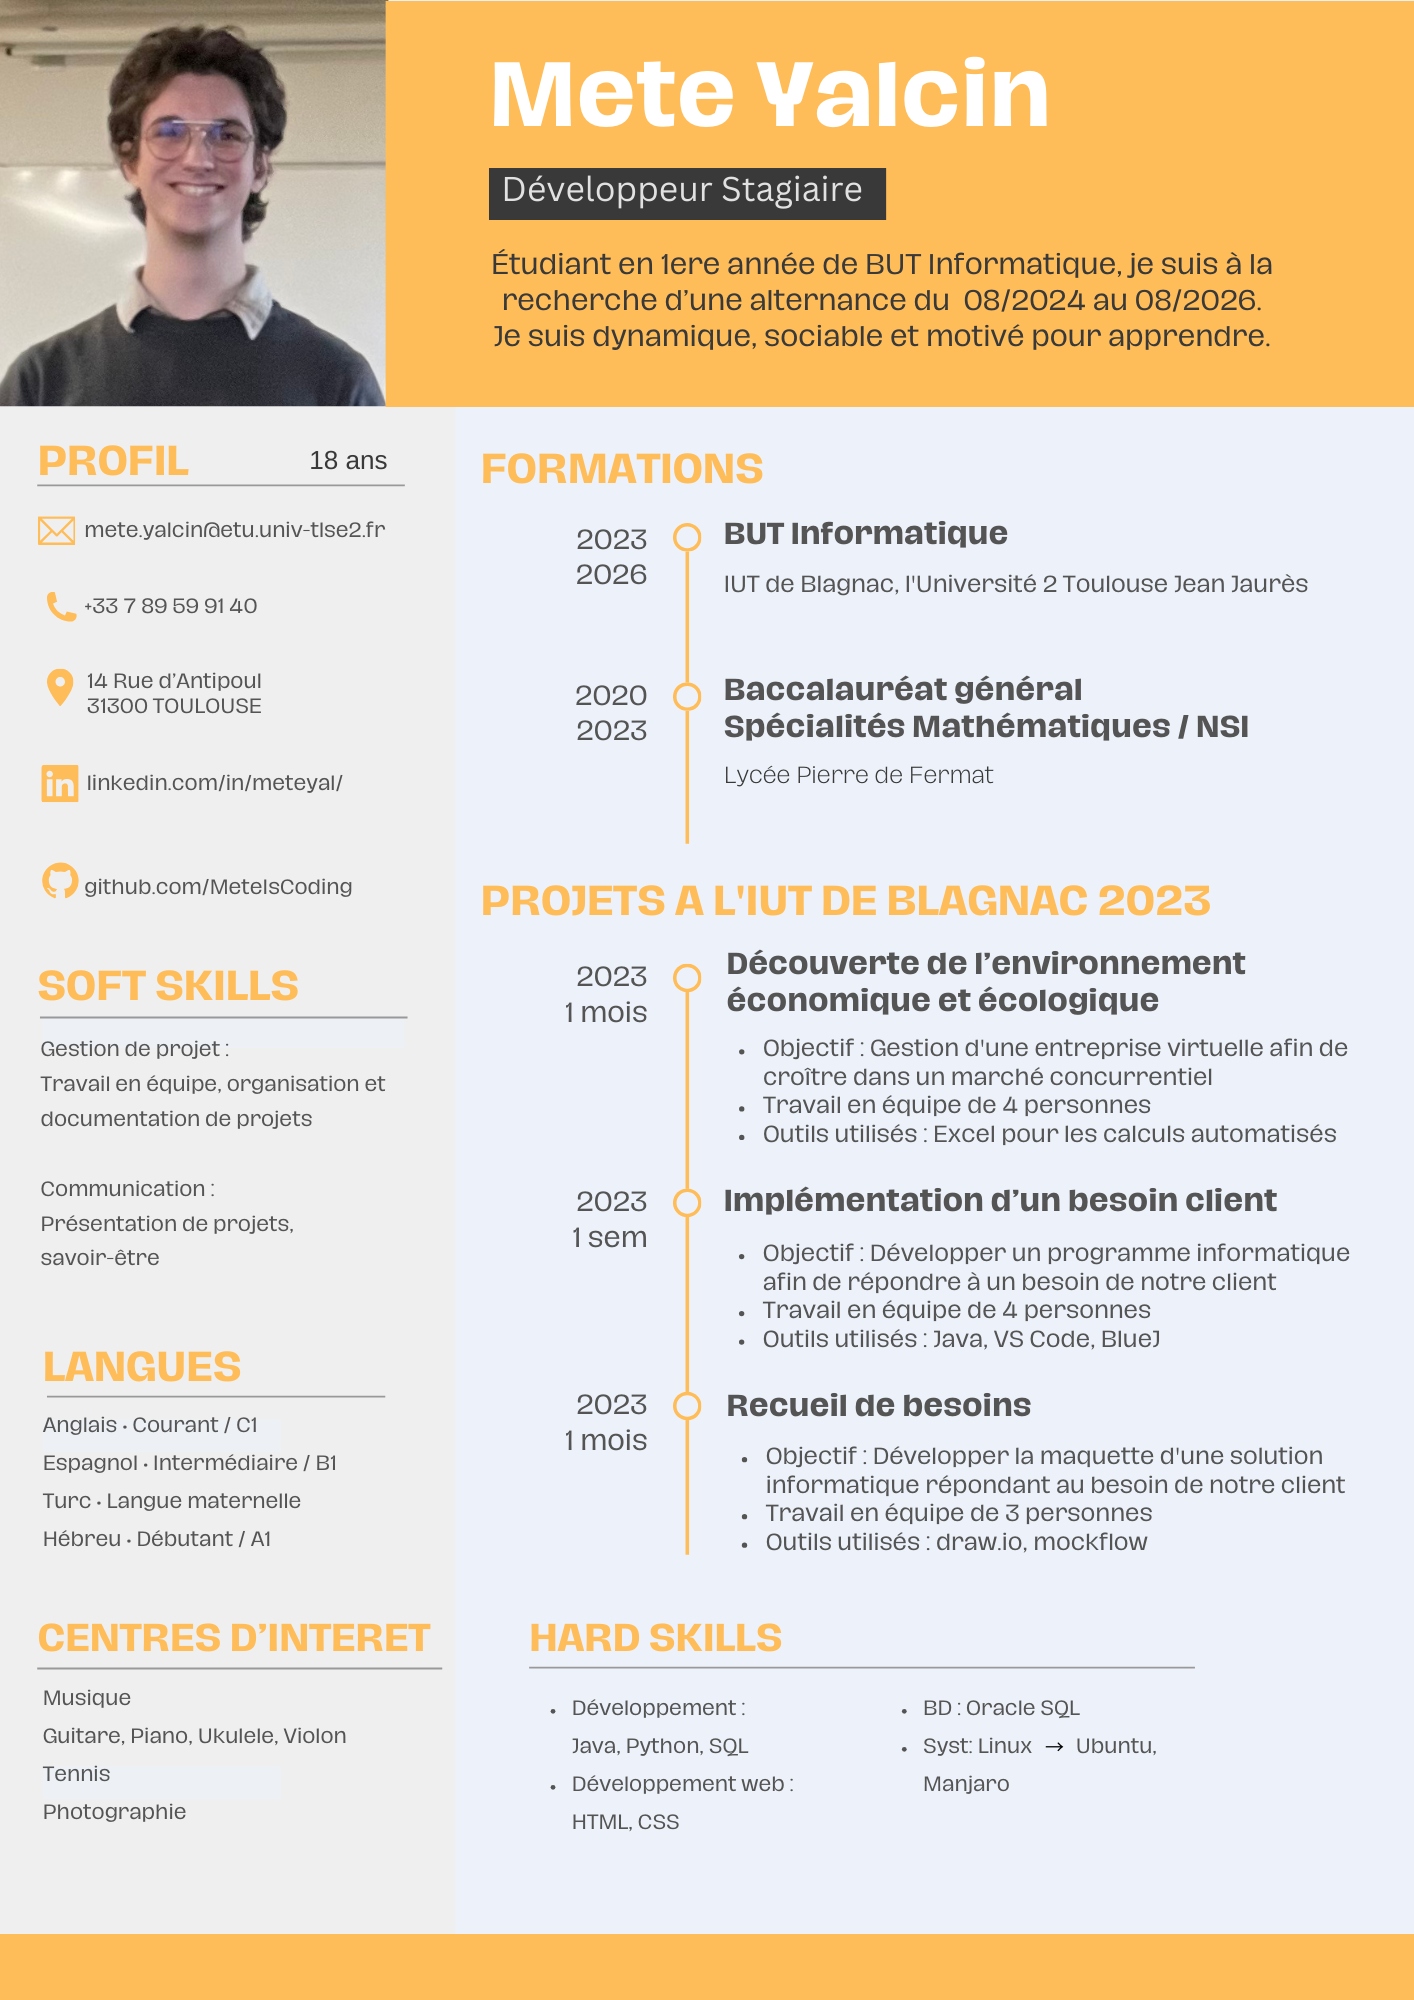 Mete Yalcin
Développeur Stagiaire
Étudiant en 1ere année de BUT Informatique, je suis à la
recherche d’une alternance du 08/2024 au 08/2026.
Je suis dynamique, sociable et motivé pour apprendre.
PROFIL 18 ans
mete.yalcin@etu.univ-tlse2.fr
+33 7 89 59 91 40
14 Rue d’Antipoul
31300 TOULOUSE
linkedin.com/in/meteyal/
github.com/MeteIsCoding
SOFT SKILLS
Gestion de projet :
Travail en équipe, organisation et
documentation de projets
Communication :
Présentation de projets,
savoir-être
LANGUES
Anglais • Courant / C1
Espagnol • Intermédiaire / B1
Turc • Langue maternelle
Hébreu • Débutant / A1
CENTRES D’INTERET
Musique
Guitare, Piano, Ukulele, Violon
Tennis
Photographie
FORMATIONS
2023
2026
BUT Informatique
IUT de Blagnac, l'Université 2 Toulouse Jean Jaurès
2020
2023
Baccalauréat général
Spécialités Mathématiques / NSI
Lycée Pierre de Fermat
PROJETS A L'IUT DE BLAGNAC 2023
2023
1 mois
Découverte de l’environnement
économique et écologique
• Objectif : Gestion d'une entreprise virtuelle afin de
croître dans un marché concurrentiel
• Travail en équipe de 4 personnes
• Outils utilisés : Excel pour les calculs automatisés
2023
1 sem
Implémentation d’un besoin client
• Objectif : Développer un programme informatique
afin de répondre à un besoin de notre client
• Travail en équipe de 4 personnes
• Outils utilisés : Java, VS Code, BlueJ
2023
1 mois
Recueil de besoins
• Objectif : Développer la maquette d'une solution
informatique répondant au besoin de notre client
• Travail en équipe de 3 personnes
• Outils utilisés : draw.io, mockflow
HARD SKILLS
• Développement :
Java, Python, SQL
• Développement web :
HTML, CSS
• BD : Oracle SQL
• Syst: Linux → Ubuntu,
Manjaro